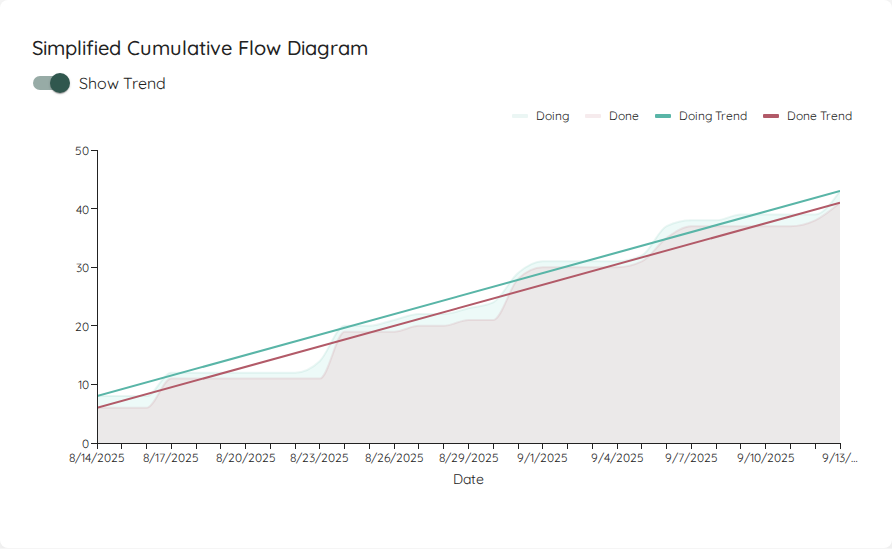 Simplified Cumulative Flow Diagram
Show Trend
Doing Done Doing Trend Done Trend
50
40
30
20
10
0
8/14/2025 8/17/2025 8/20/2025 8/23/2025 8/26/2025 8/29/2025 9/1/2025 9/4/2025 9/7/2025 9/10/2025 9/13/...
Date